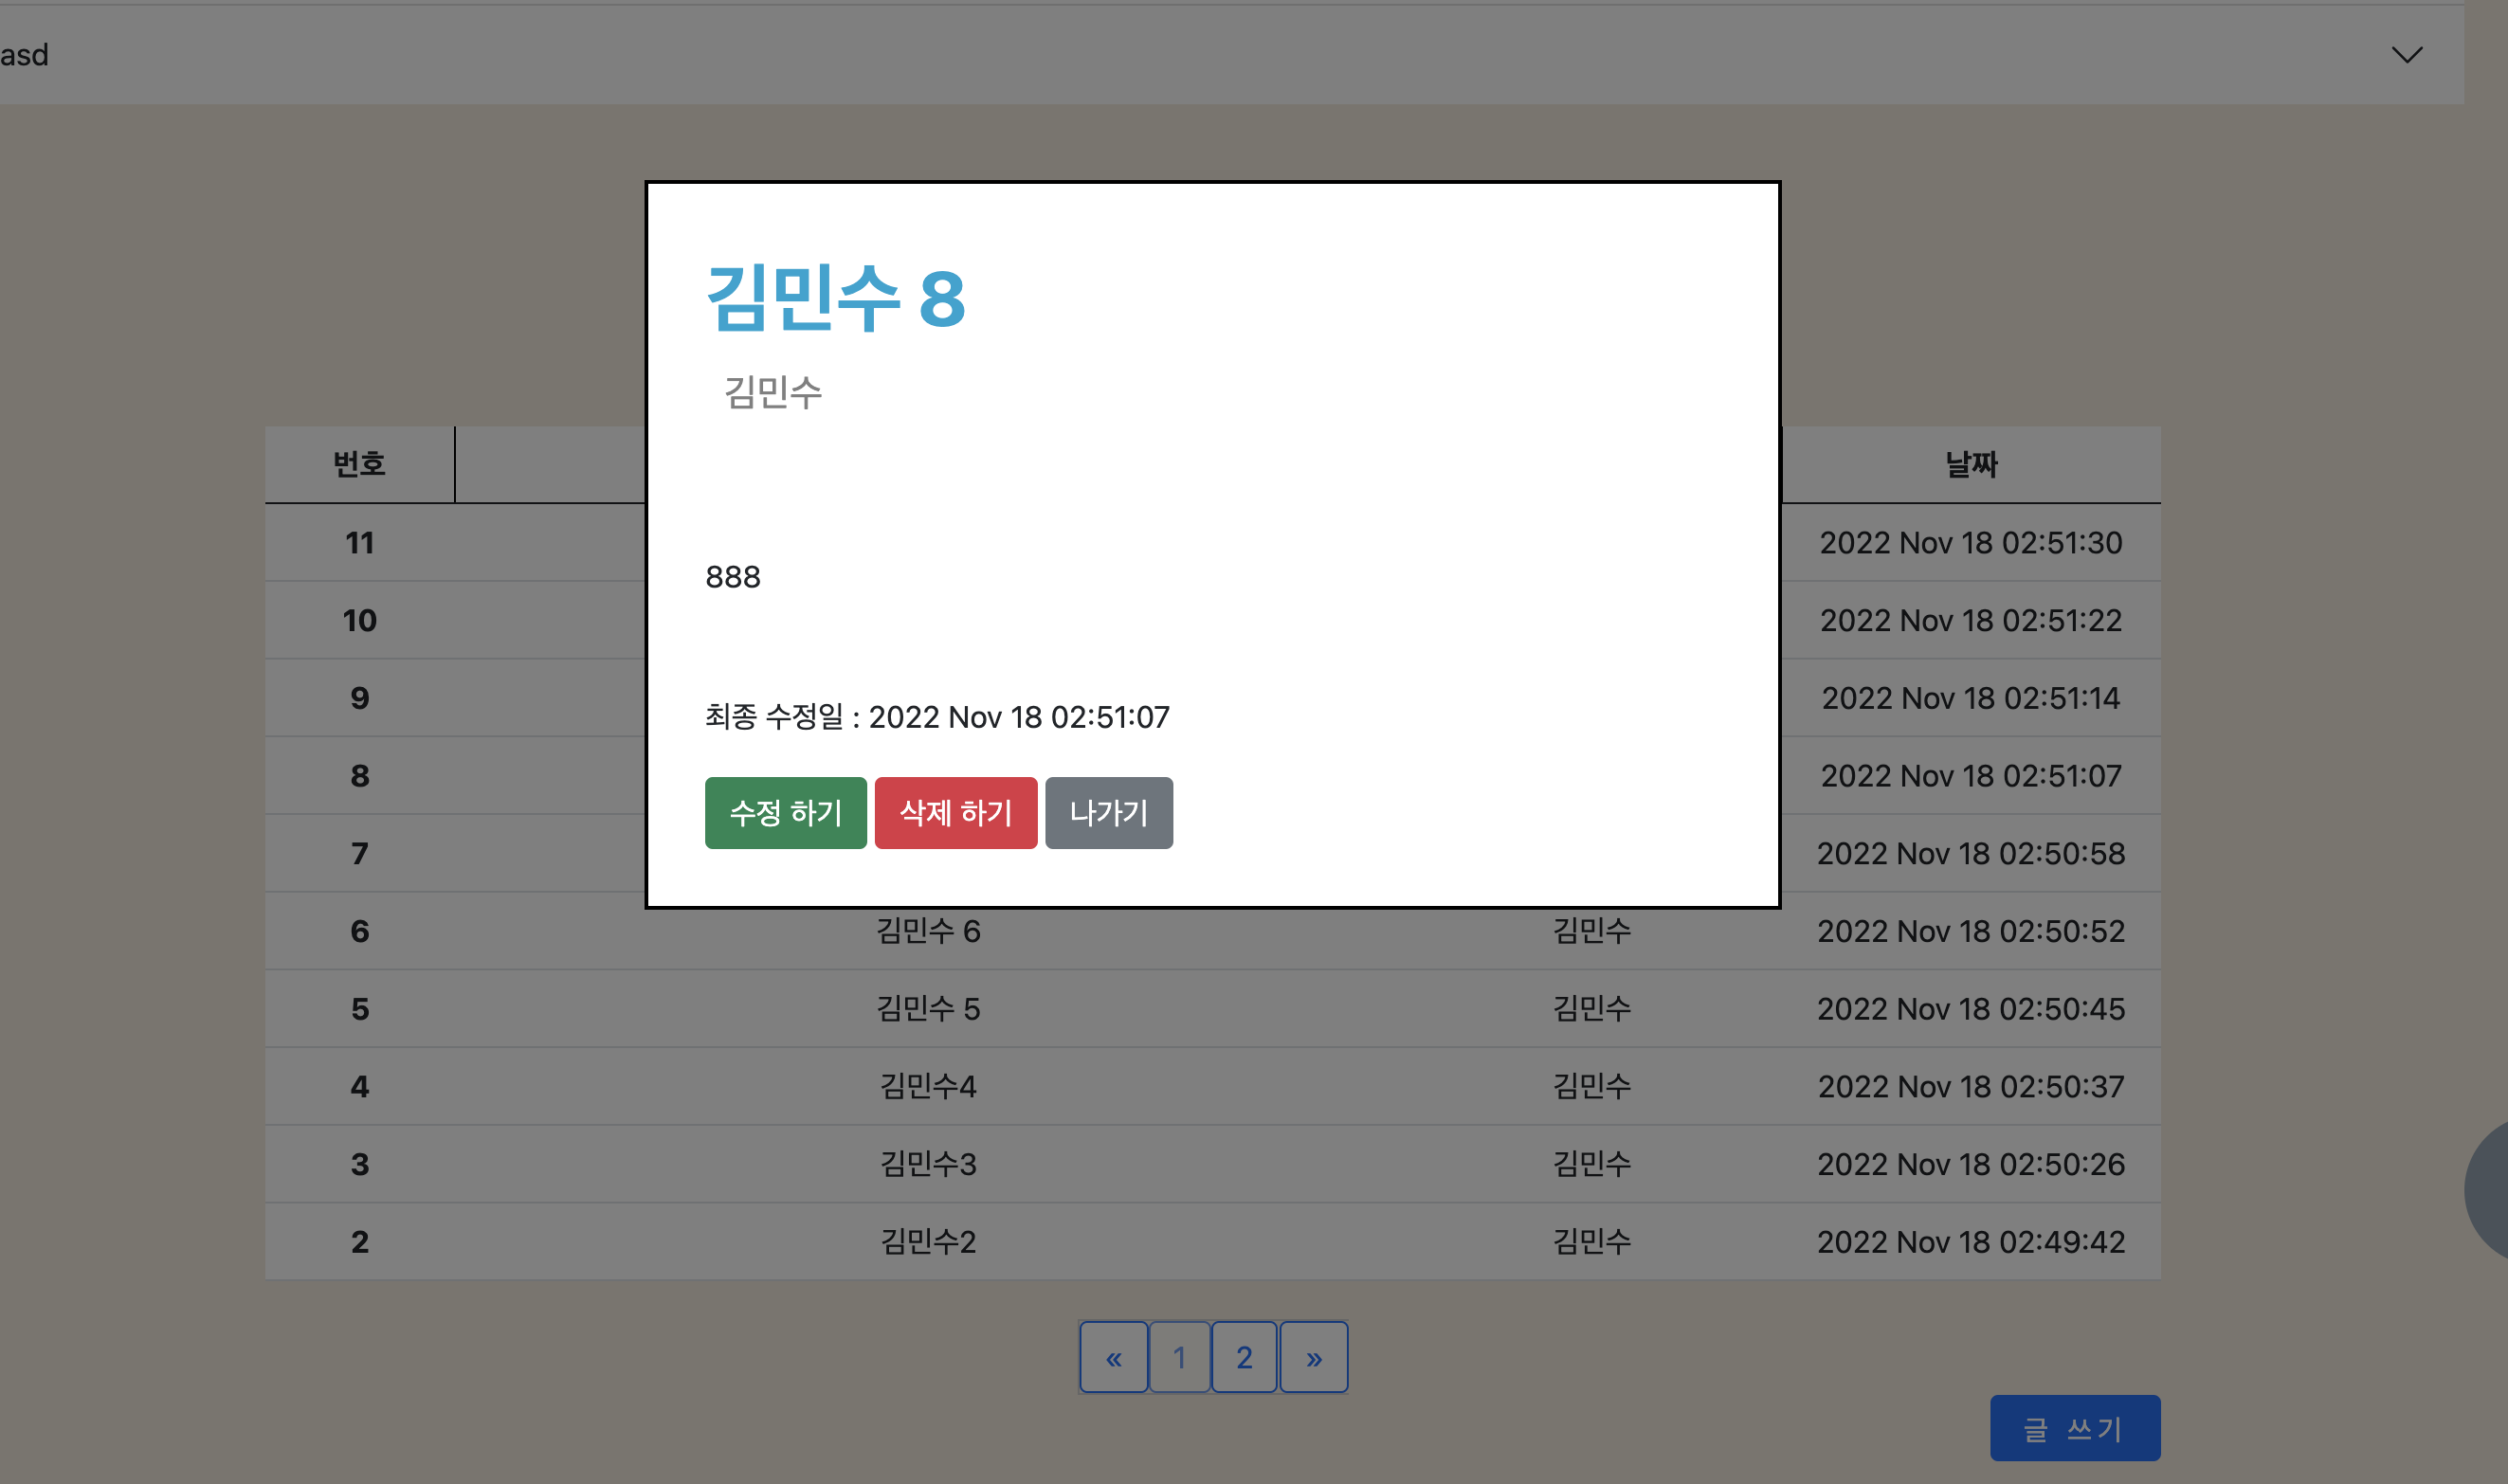 asd
김민수 8
김민수
888
최종 수정일 : 2022 Nov 18 02:51:07
수정 하기 삭제 하기 나가기
번호 날짜
11 2022 Nov 18 02:51:30
10 2022 Nov 18 02:51:22
9 2022 Nov 18 02:51:14
8 2022 Nov 18 02:51:07
7 2022 Nov 18 02:50:58
6 김민수 6 김민수 2022 Nov 18 02:50:52
5 김민수 5 김민수 2022 Nov 18 02:50:45
4 김민수4 김민수 2022 Nov 18 02:50:37
3 김민수3 김민수 2022 Nov 18 02:50:26
2 김민수2 김민수 2022 Nov 18 02:49:42
« 1 2 »
글 쓰기